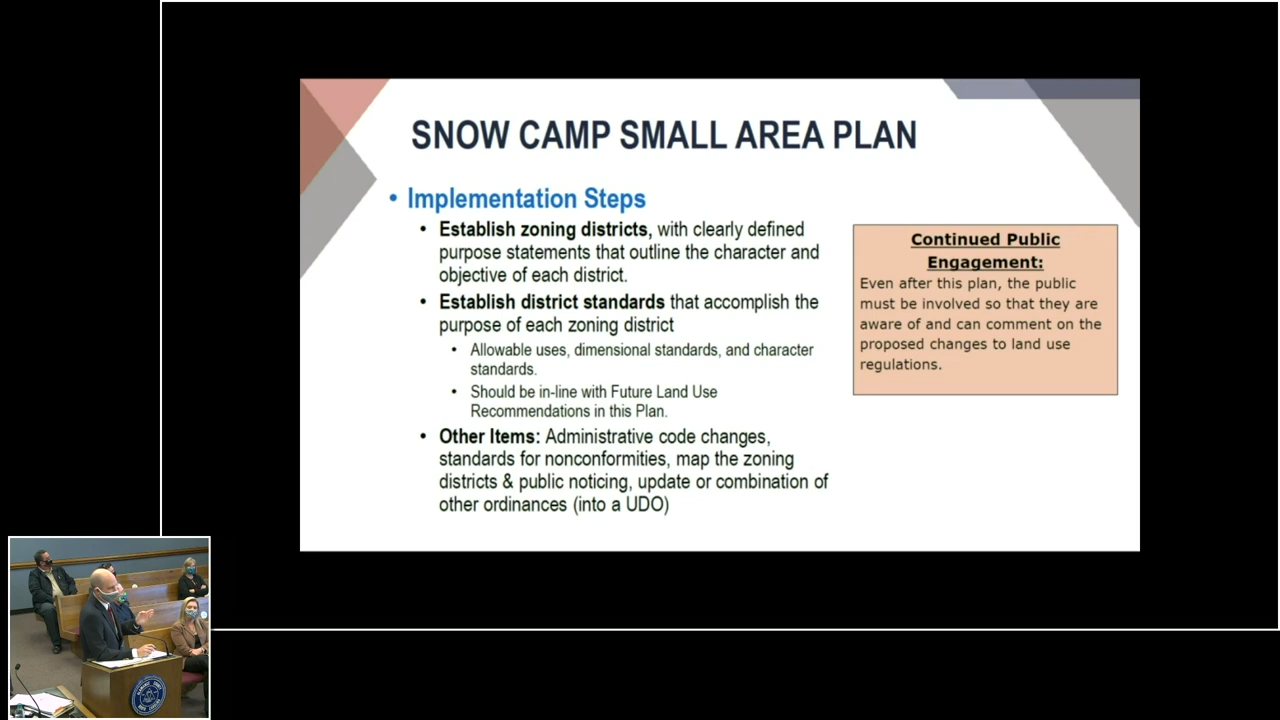 SNOW CAMP SMALL AREA PLAN
• Implementation Steps
• Establish zoning districts, with clearly defined
purpose statements that outline the character and
objective of each district.
• Establish district standards that accomplish the
purpose of each zoning district
• Allowable uses, dimensional standards, and character
standards.
• Should be in-line with Future Land Use
Recommendations in this Plan.
• Other Items: Administrative code changes,
standards for nonconformities, map the zoning
districts & public noticing, update or combination of
other ordinances (into a UDO)
Continued Public
Engagement:
Even after this plan, the public
must be involved so that they are
aware of and can comment on the
proposed changes to land use
regulations.